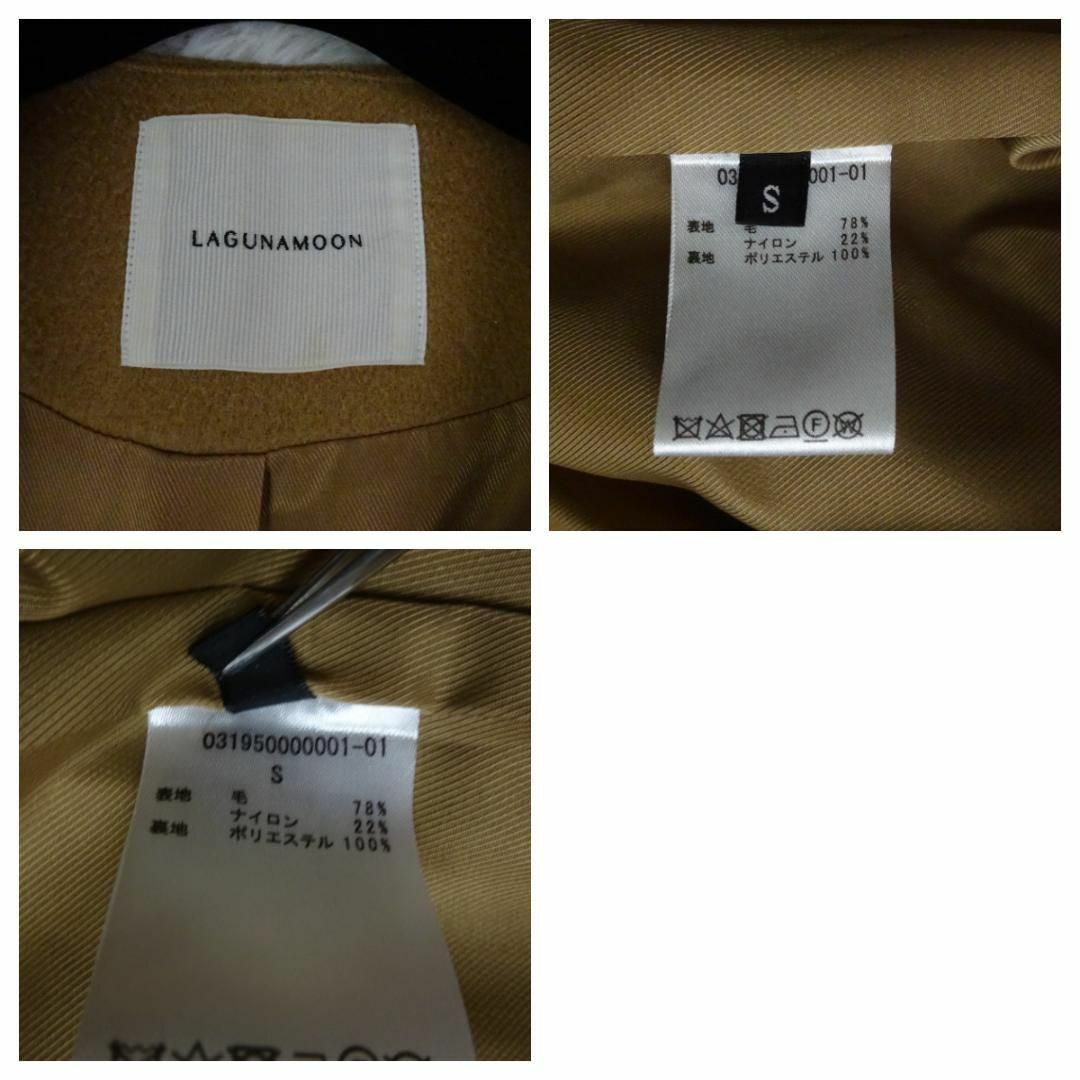 LAGUNAMOON
03 001-01
S
表地 毛 78%
ナイロン 22%
裏地 ポリエステル 100%
F W
031950000001-01
S
表地 毛 78%
ナイロン 22%
裏地 ポリエステル 100%